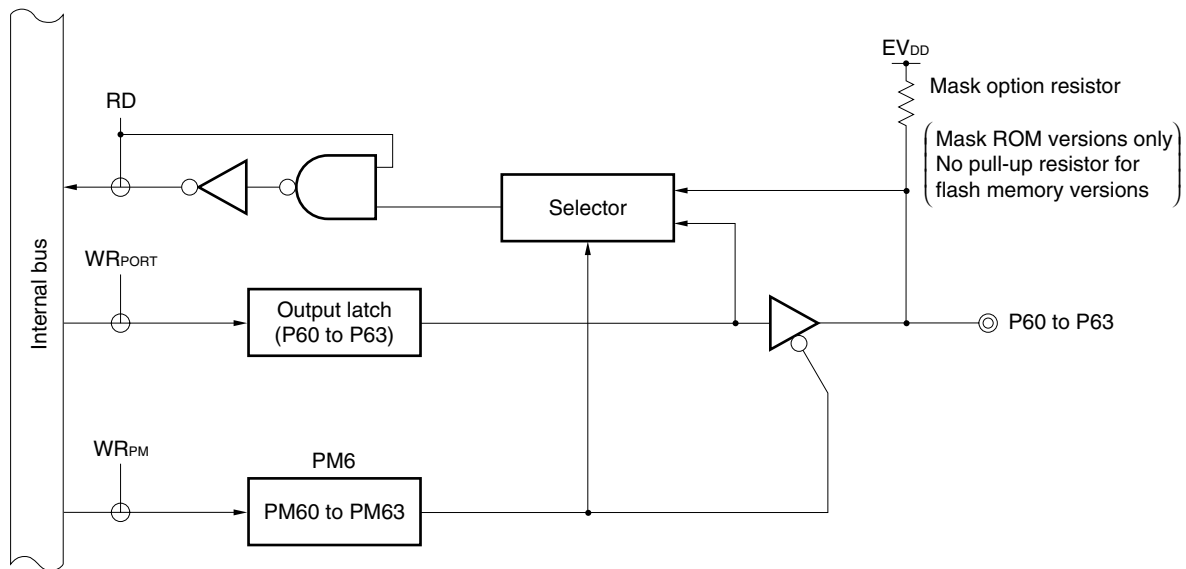 EVDD
Mask option resistor
Mask ROM versions only
No pull-up resistor for
flash memory versions
RD
Selector
Internal bus
WRPORT
Output latch
(P60 to P63)
P60 to P63
WRPM
PM6
PM60 to PM63